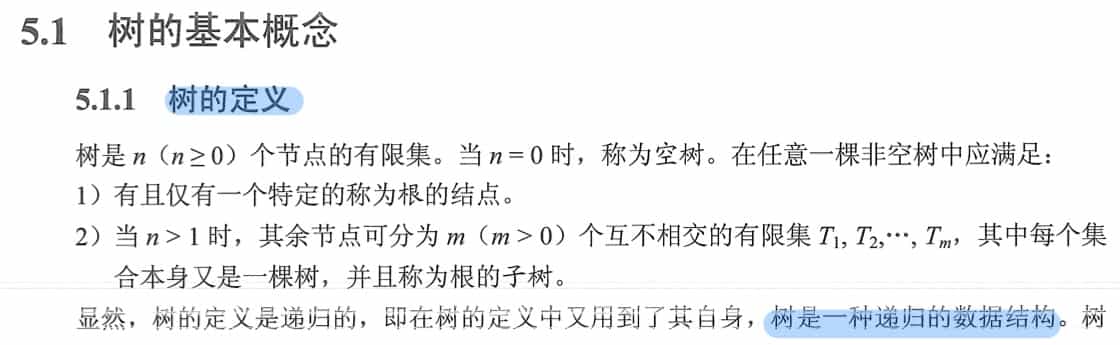 5.1 树的基本概念
5.1.1 树的定义
树是 n（n≥0）个节点的有限集。当 n = 0 时，称为空树。在任意一棵非空树中应满足：
1）有且仅有一个特定的称为根的结点。
2）当 n > 1 时，其余节点可分为 m（m > 0）个互不相交的有限集 T₁, T₂,⋯, Tₘ，其中每个集
合本身又是一棵树，并且称为根的子树。
显然，树的定义是递归的，即在树的定义中又用到了其自身，树是一种递归的数据结构。树